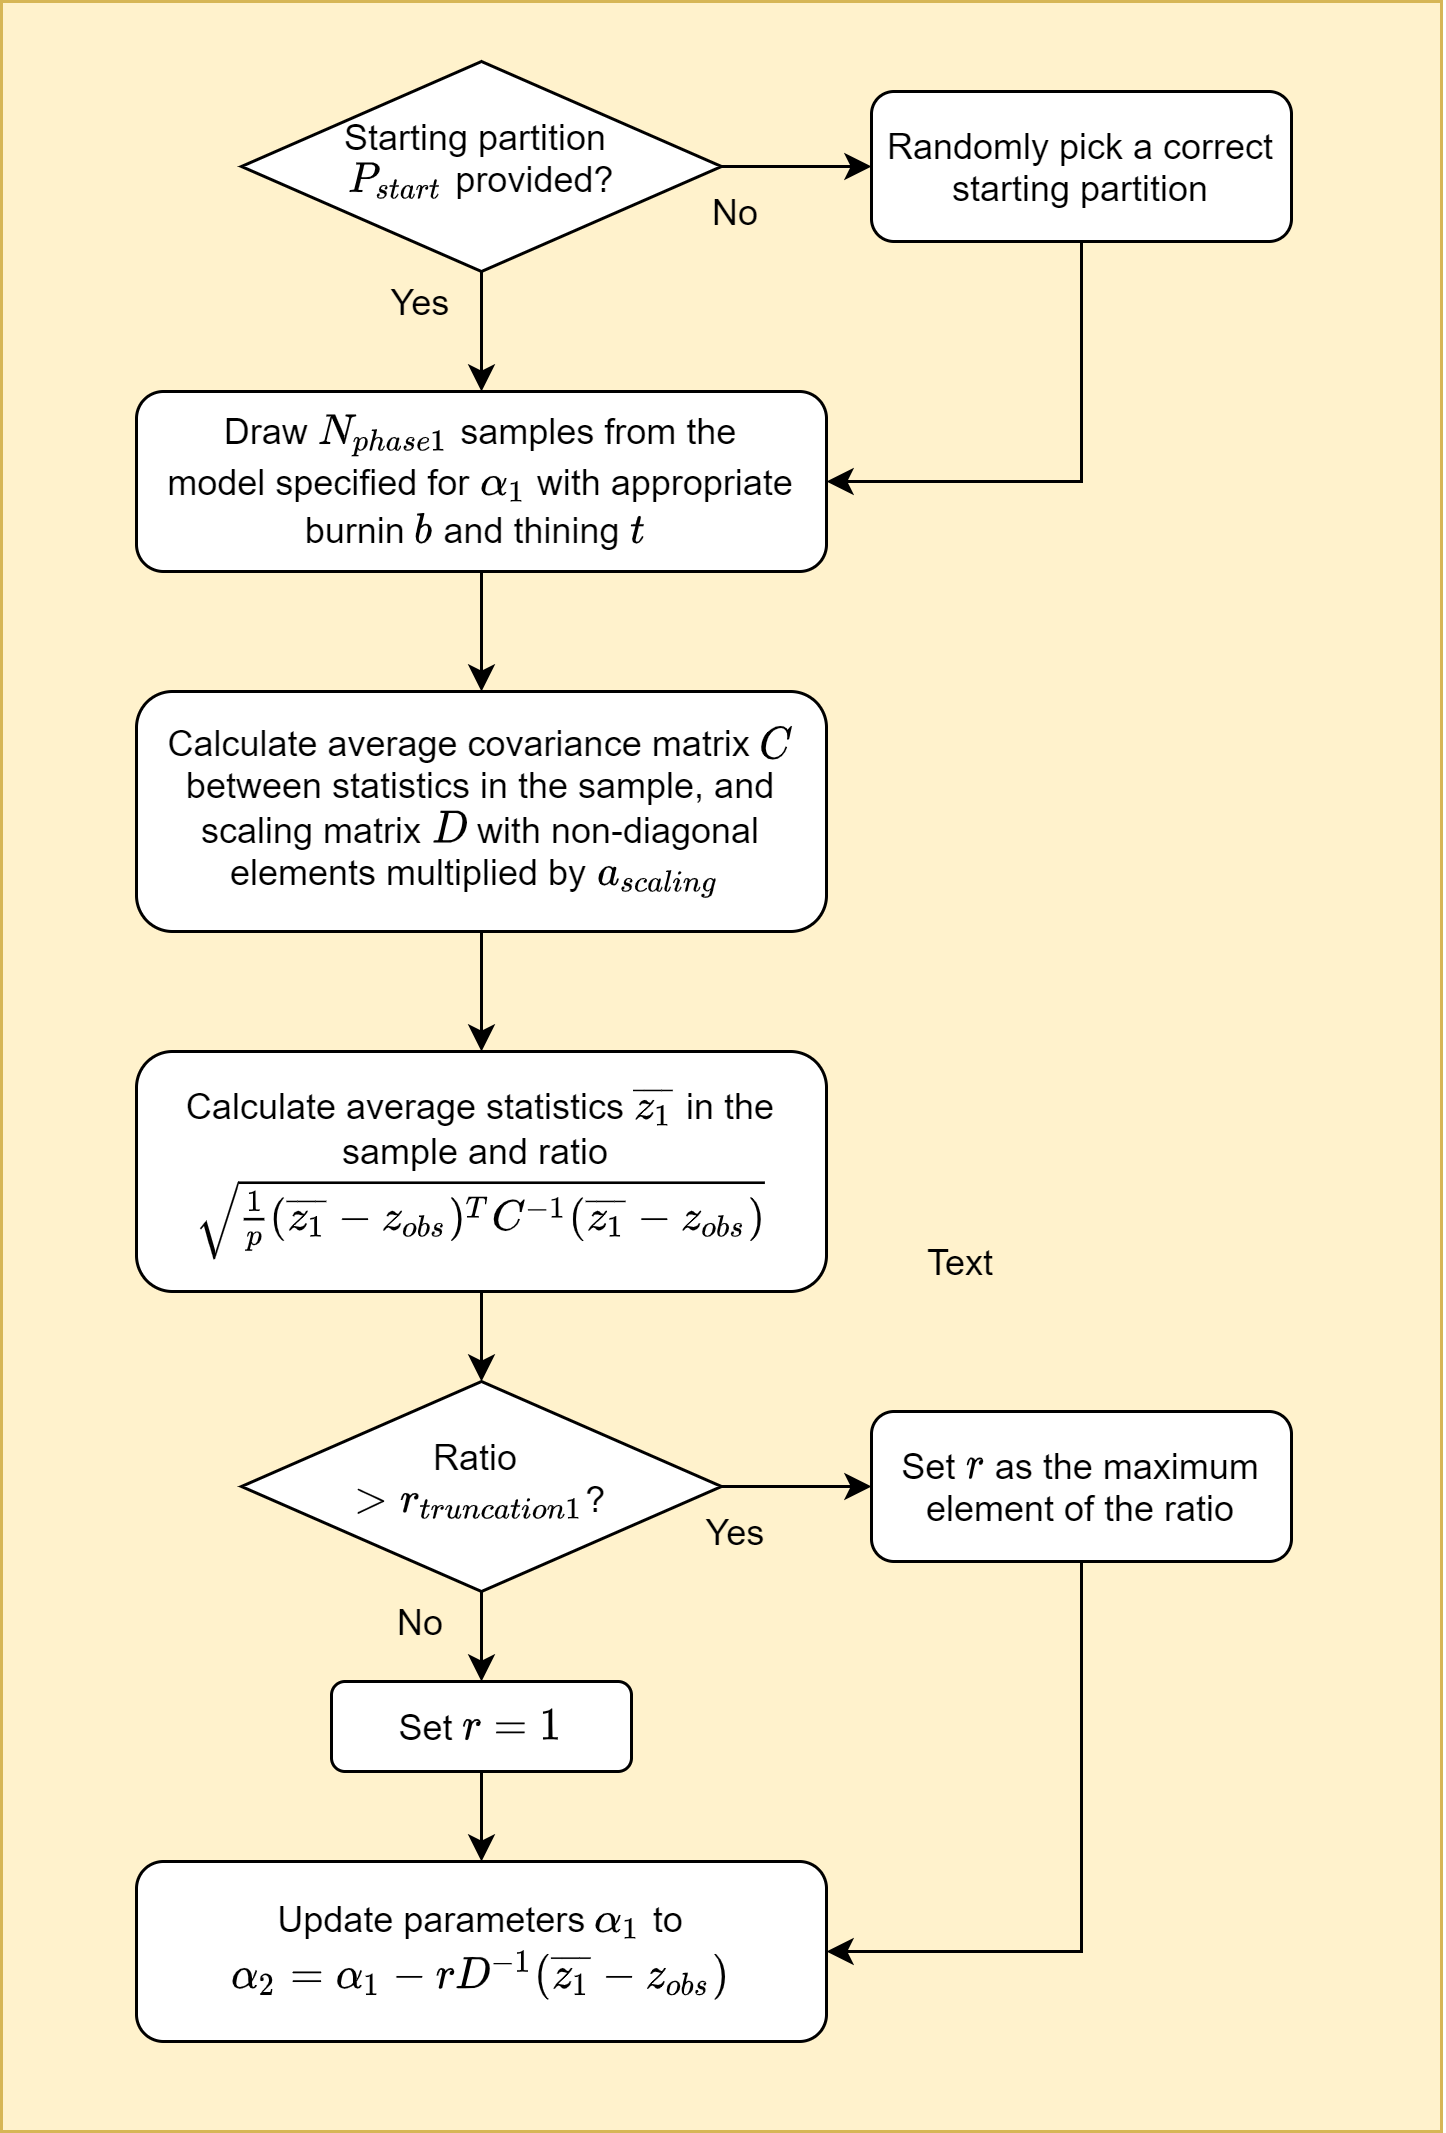 Starting partition
P_{start} provided?
No
Randomly pick a correct
starting partition
Yes
Draw N_{phase1} samples from the
model specified for α_1 with appropriate
burnin b and thining t
Calculate average covariance matrix C
between statistics in the sample, and
scaling matrix D with non-diagonal
elements multiplied by a_{scaling}
Calculate average statistics \overline{z_1} in the
sample and ratio
\sqrt{\frac{1}{p}(\overline{z_1} - z_{obs})^T C^{-1}(\overline{z_1} - z_{obs})}
Text
Ratio
> r_{truncation1}?
Yes
Set r as the maximum
element of the ratio
No
Set r = 1
Update parameters α_1 to
α_2 = α_1 - rD^{-1}(\overline{z_1} - z_{obs})